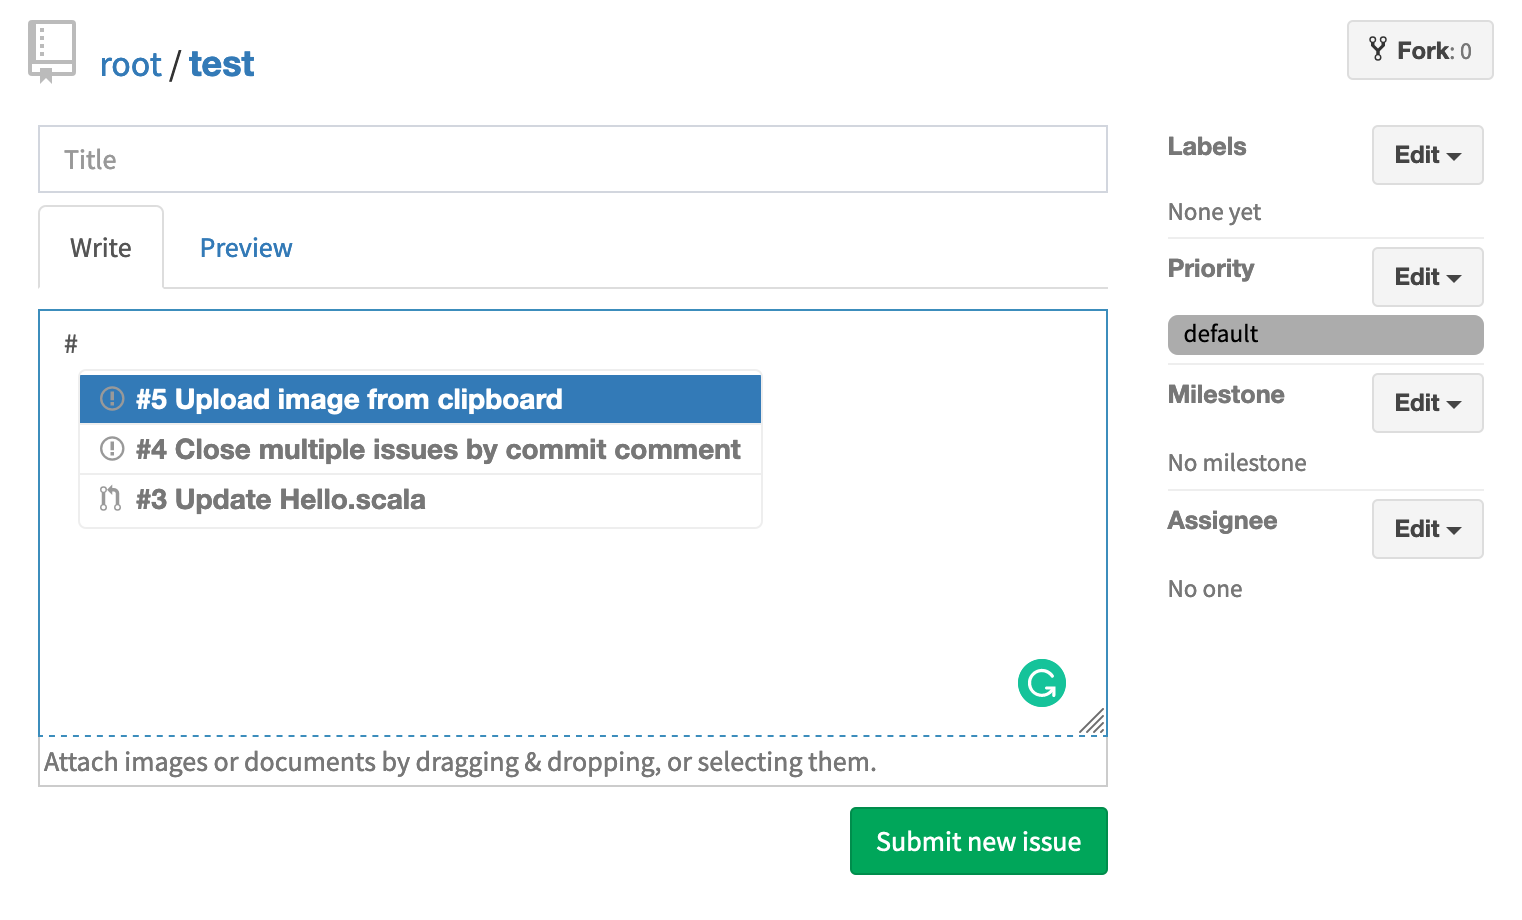 root / test
Fork: 0
Title
Write Preview
#
#5 Upload image from clipboard
#4 Close multiple issues by commit comment
#3 Update Hello.scala
Attach images or documents by dragging & dropping, or selecting them.
Submit new issue
Labels Edit
None yet
Priority Edit
default
Milestone Edit
No milestone
Assignee Edit
No one